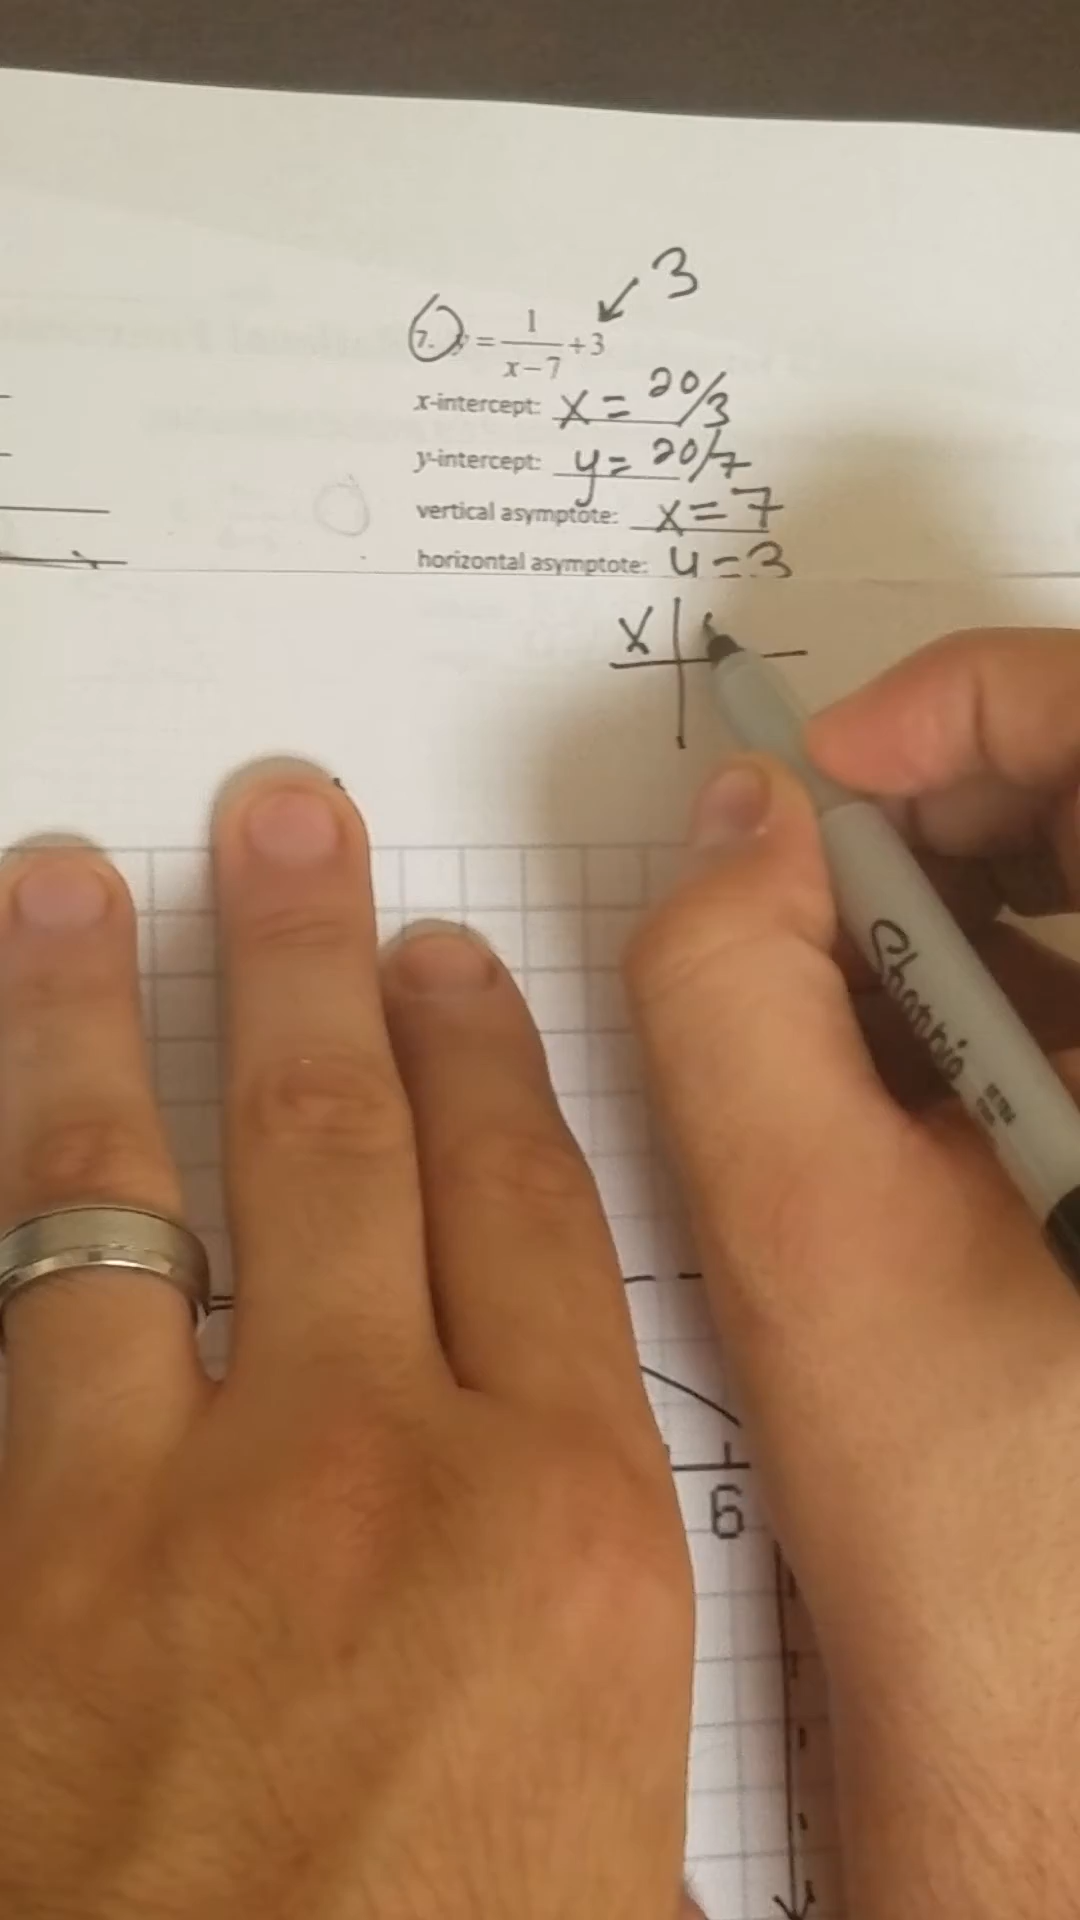 3
7. y = 1/(x-7) + 3
x-intercept: x = 20/3
y-intercept: y = 20/7
vertical asymptote: x = 7
horizontal asymptote: y = 3
x
Sharpie
6